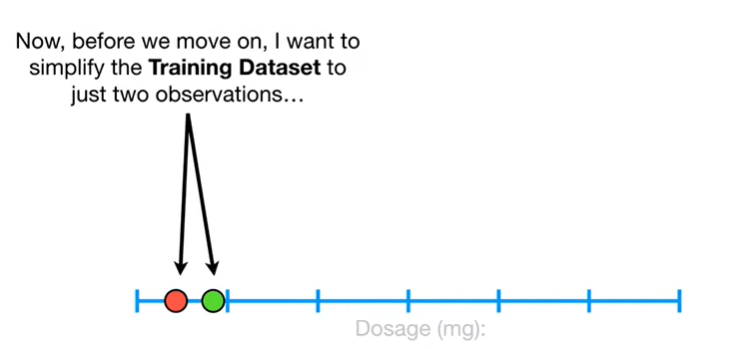 Now, before we move on, I want to
simplify the Training Dataset to
just two observations…
Dosage (mg):